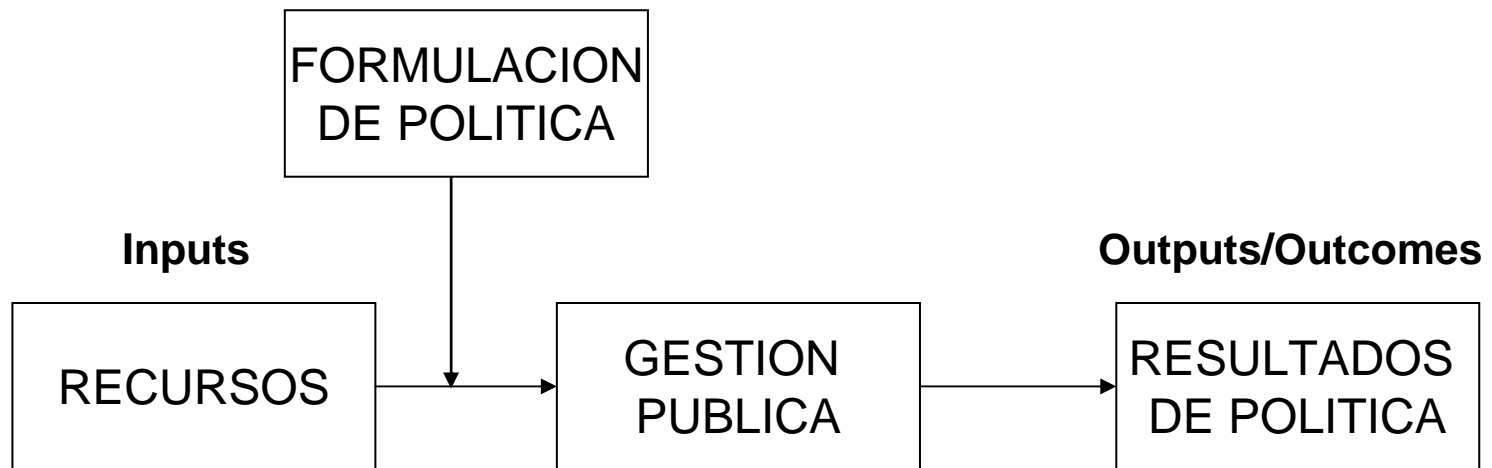 FORMULACION
DE POLITICA
Inputs
Outputs/Outcomes
RECURSOS
GESTION
PUBLICA
RESULTADOS
DE POLITICA